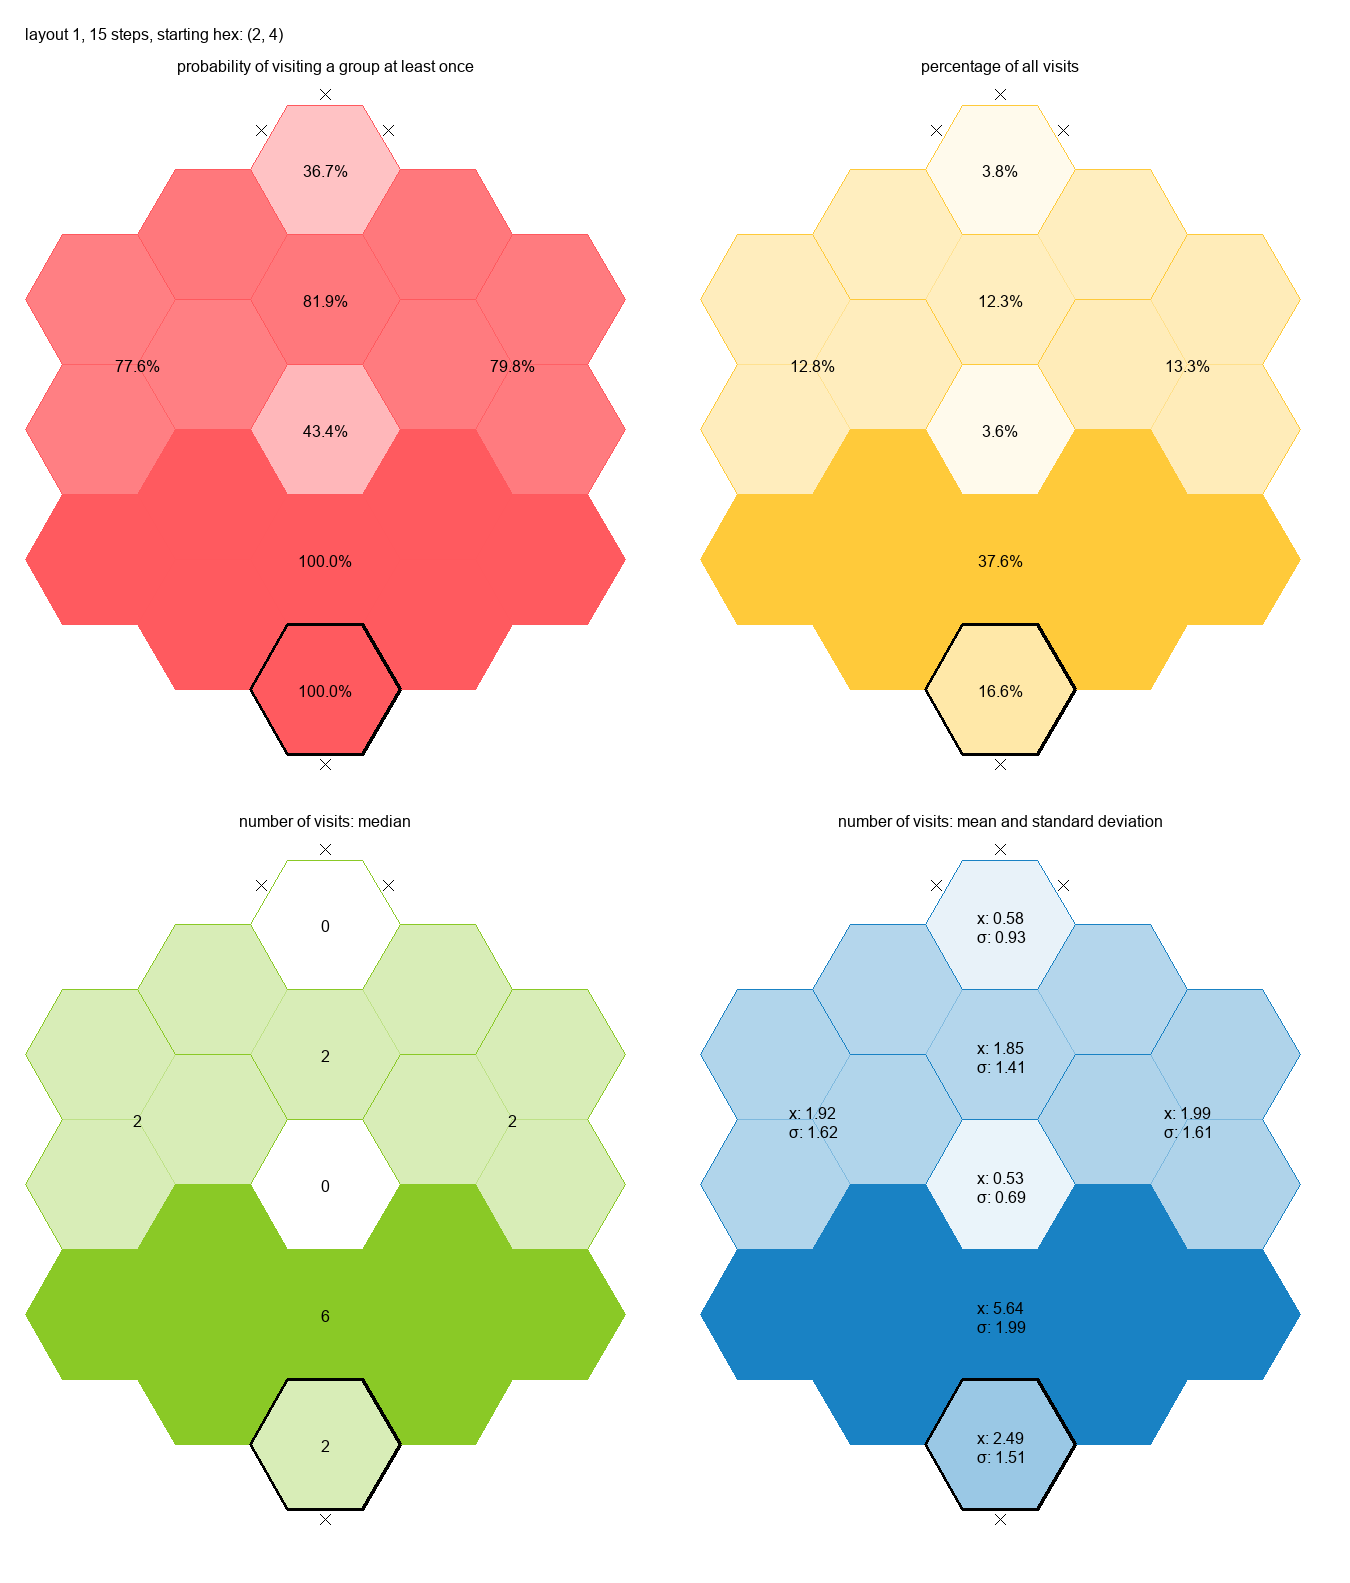 layout 1, 15 steps, starting hex: (2, 4)
probability of visiting a group at least once
36.7%
81.9%
77.6%
79.8%
43.4%
100.0%
100.0%
percentage of all visits
3.8%
12.3%
12.8%
13.3%
3.6%
37.6%
16.6%
number of visits: median
0
2
2
2
0
6
2
number of visits: mean and standard deviation
x: 0.58
σ: 0.93
x: 1.85
σ: 1.41
x: 1.92
σ: 1.62
x: 1.99
σ: 1.61
x: 0.53
σ: 0.69
x: 5.64
σ: 1.99
x: 2.49
σ: 1.51